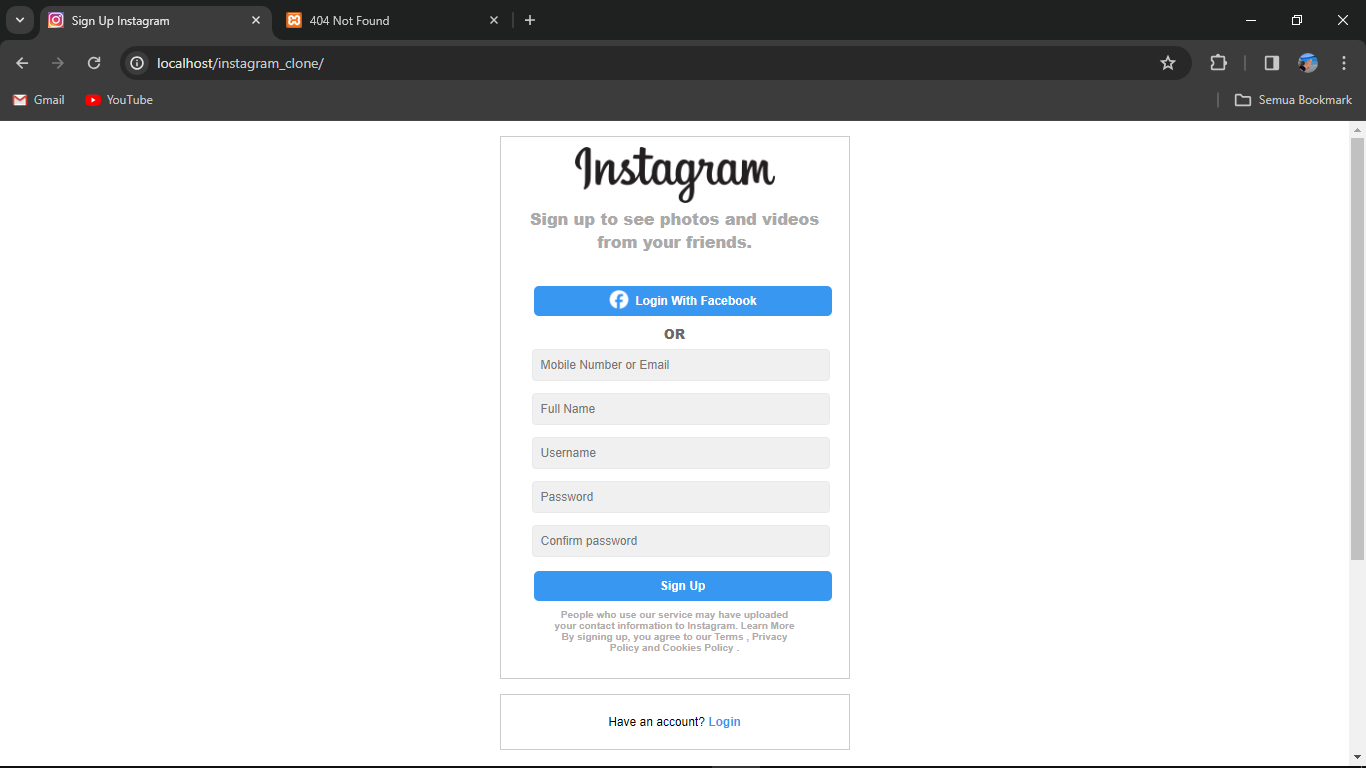 Sign Up Instagram
404 Not Found
localhost/instagram_clone/
Gmail
YouTube
Semua Bookmark
Instagram
Sign up to see photos and videos
from your friends.
Login With Facebook
OR
Mobile Number or Email
Full Name
Username
Password
Confirm password
Sign Up
People who use our service may have uploaded
your contact information to Instagram. Learn More
By signing up, you agree to our Terms , Privacy
Policy and Cookies Policy .
Have an account? Login